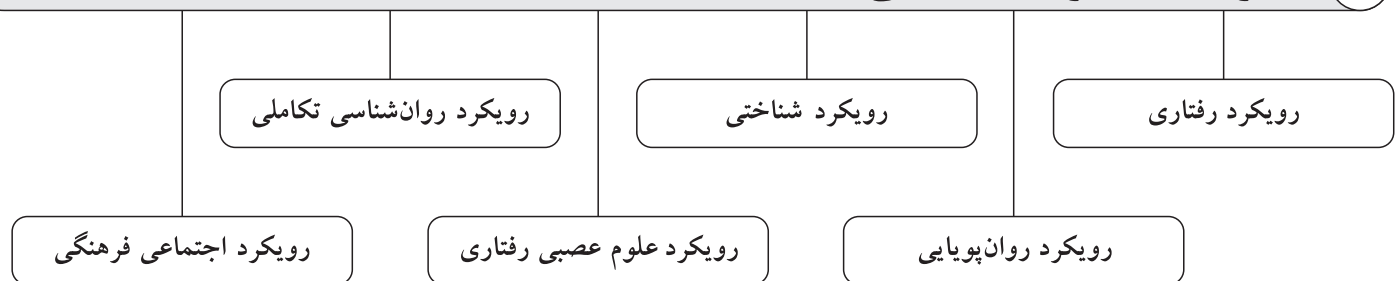 رویکرد رفتاری
رویکرد شناختی
رویکرد روان‌شناسی تکاملی
رویکرد روان‌پویایی
رویکرد علوم عصبی رفتاری
رویکرد اجتماعی فرهنگی